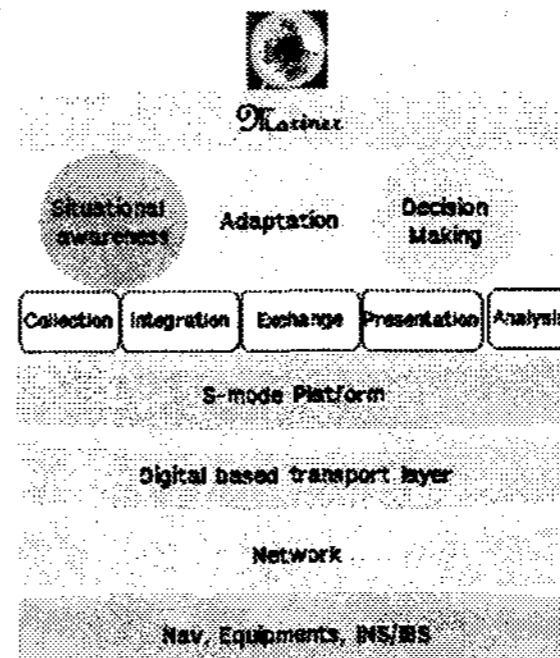 Mariner
Situational
awareness
Adaptation
Decision
Making
Collection Integration Exchange Presentation Analysis
S-mode Platform
Digital based transport layer
Network
Nav, Equipments, INS/IBS